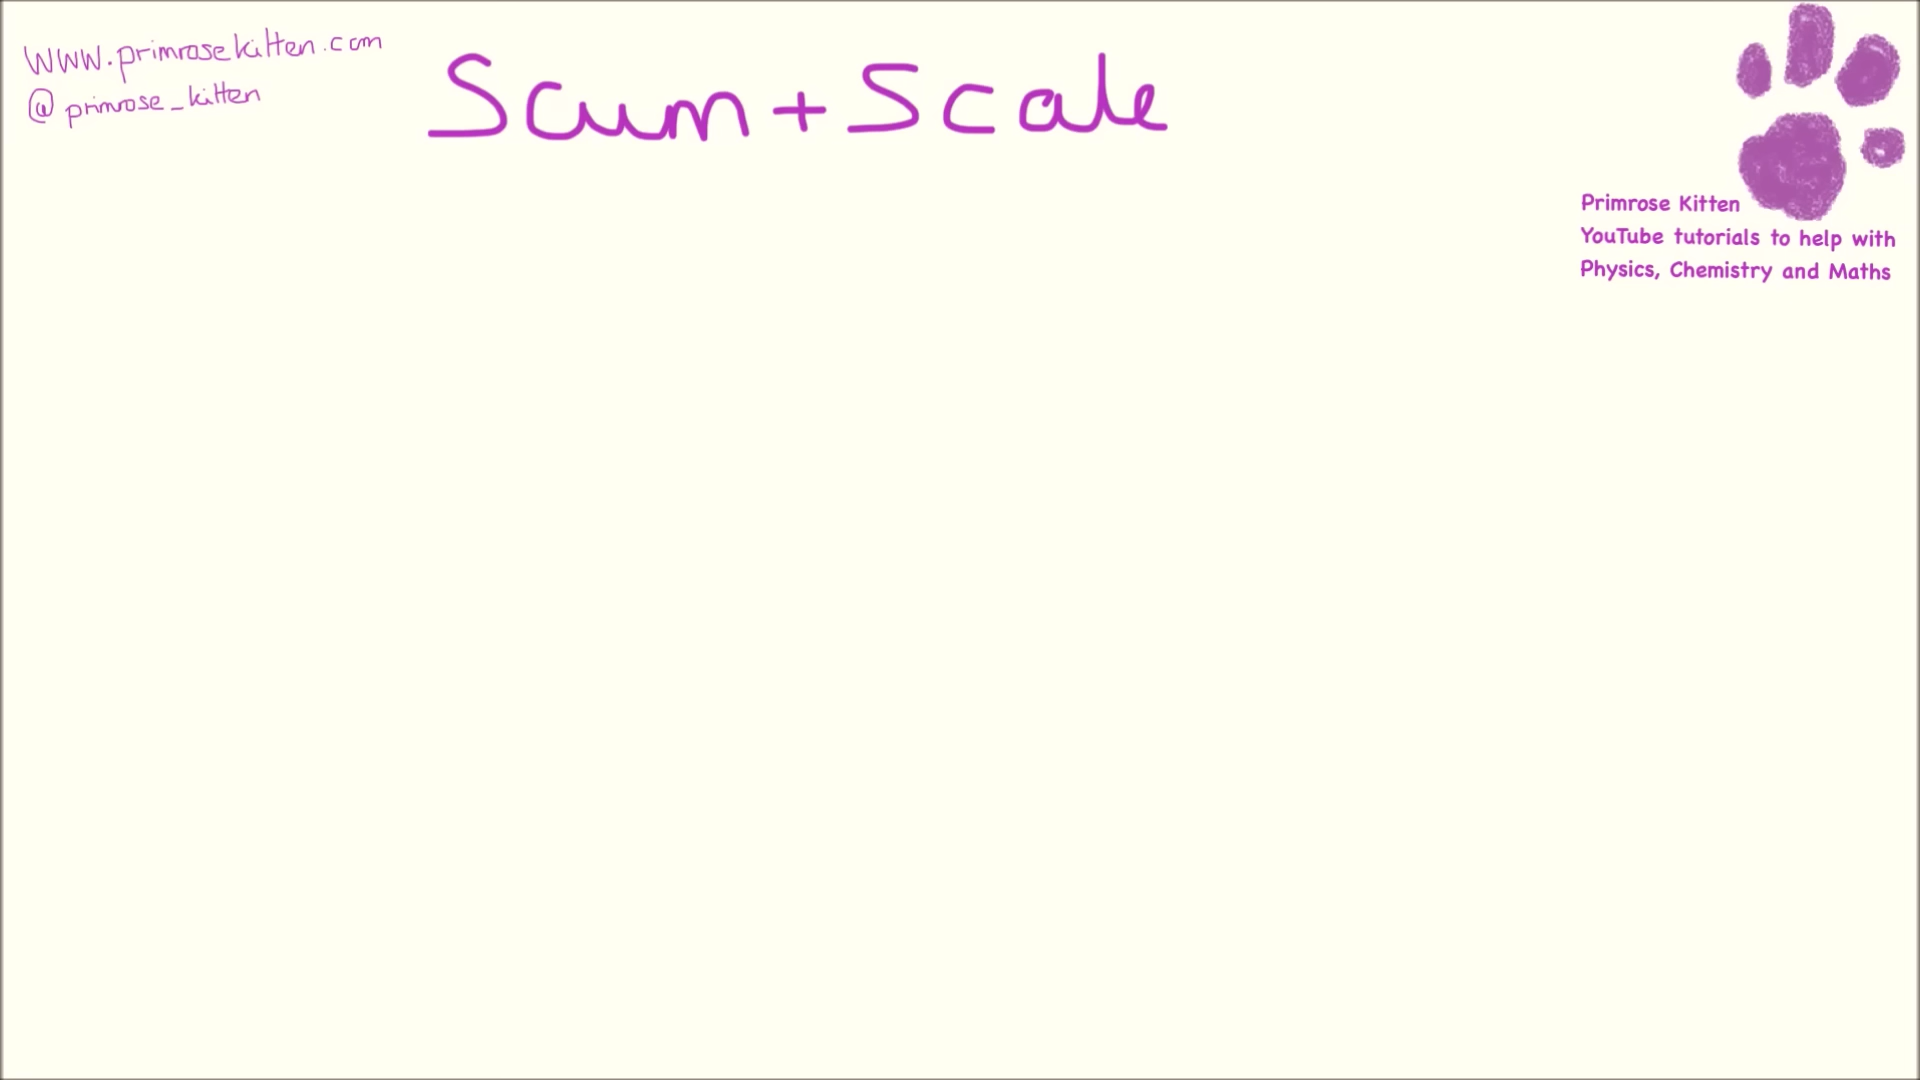 www.primrosekitten.com
@primrose_kitten
Scum + Scale
Primrose Kitten
YouTube tutorials to help with
Physics, Chemistry and Maths